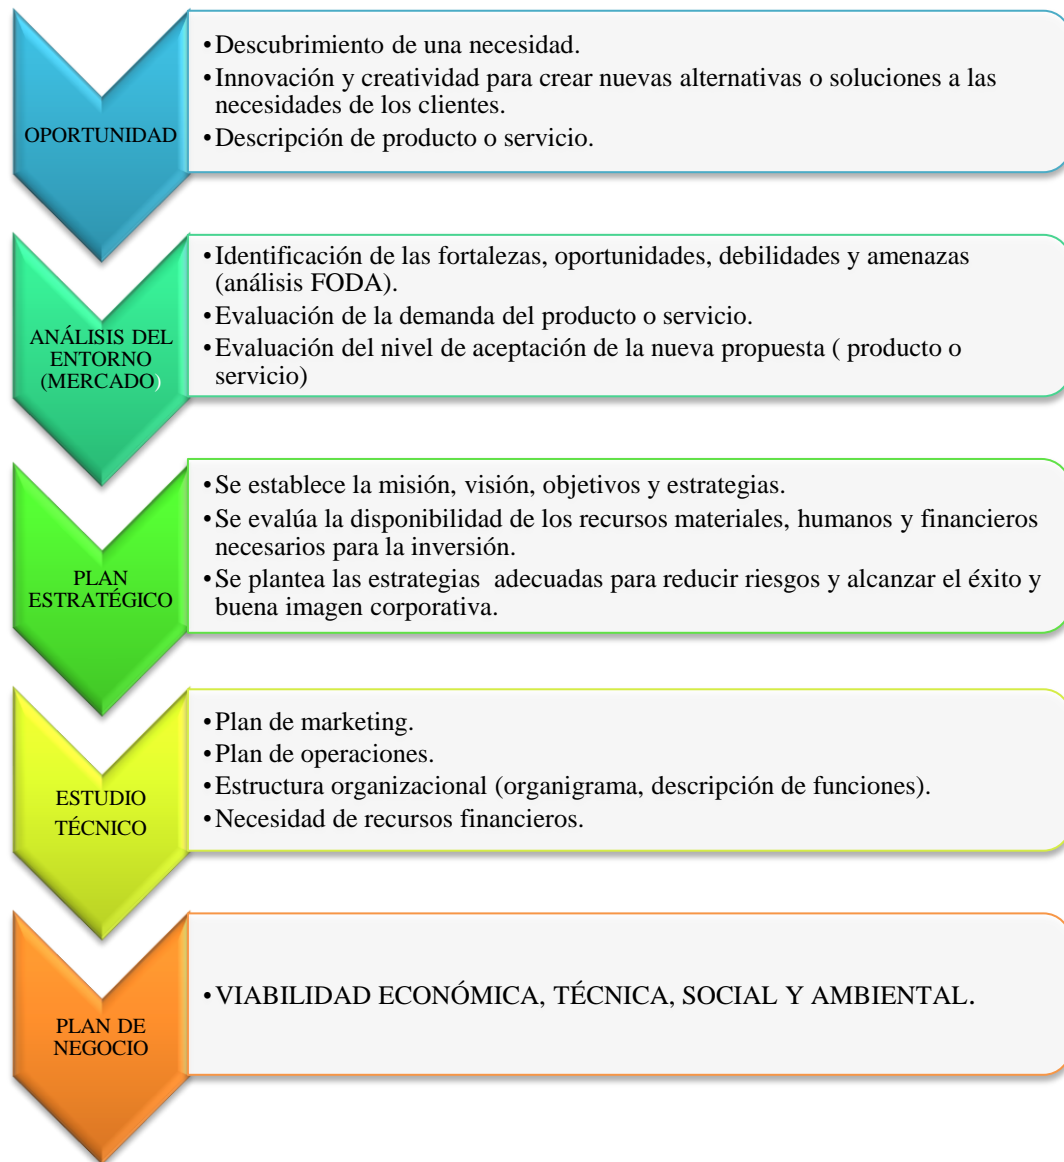 OPORTUNIDAD
•Descubrimiento de una necesidad.
•Innovación y creatividad para crear nuevas alternativas o soluciones a las
necesidades de los clientes.
•Descripción de producto o servicio.
ANÁLISIS DEL
ENTORNO
(MERCADO)
•Identificación de las fortalezas, oportunidades, debilidades y amenazas
(análisis FODA).
•Evaluación de la demanda del producto o servicio.
•Evaluación del nivel de aceptación de la nueva propuesta ( producto o
servicio)
PLAN
ESTRATÉGICO
•Se establece la misión, visión, objetivos y estrategias.
•Se evalúa la disponibilidad de los recursos materiales, humanos y financieros
necesarios para la inversión.
•Se plantea las estrategias  adecuadas para reducir riesgos y alcanzar el éxito y
buena imagen corporativa.
ESTUDIO
TÉCNICO
•Plan de marketing.
•Plan de operaciones.
•Estructura organizacional (organigrama, descripción de funciones).
•Necesidad de recursos financieros.
PLAN DE
NEGOCIO
•VIABILIDAD ECONÓMICA, TÉCNICA, SOCIAL Y AMBIENTAL.